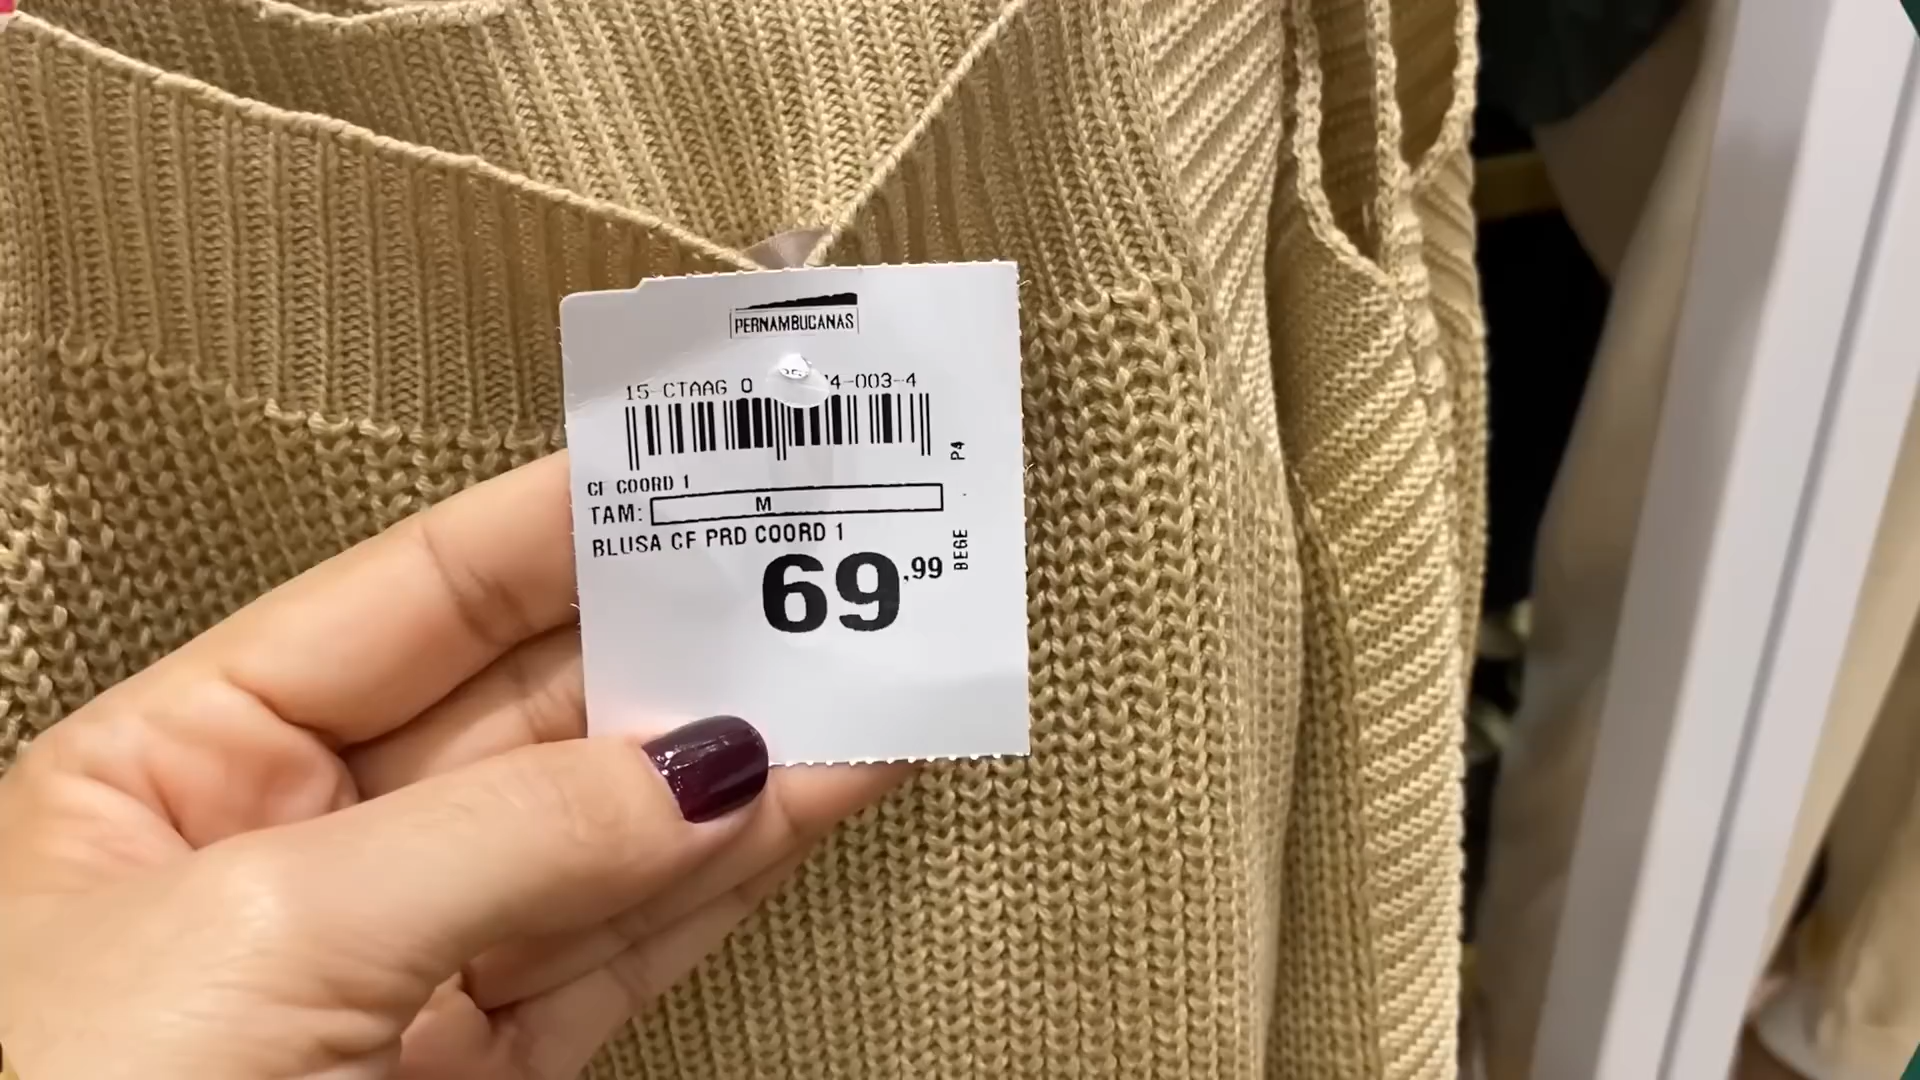 PERNAMBUCANAS
15-CTAAG 0 4-003-4
CF COORD 1
TAM: M
BLUSA CF PRD COORD 1
69,99
BEGE . P4